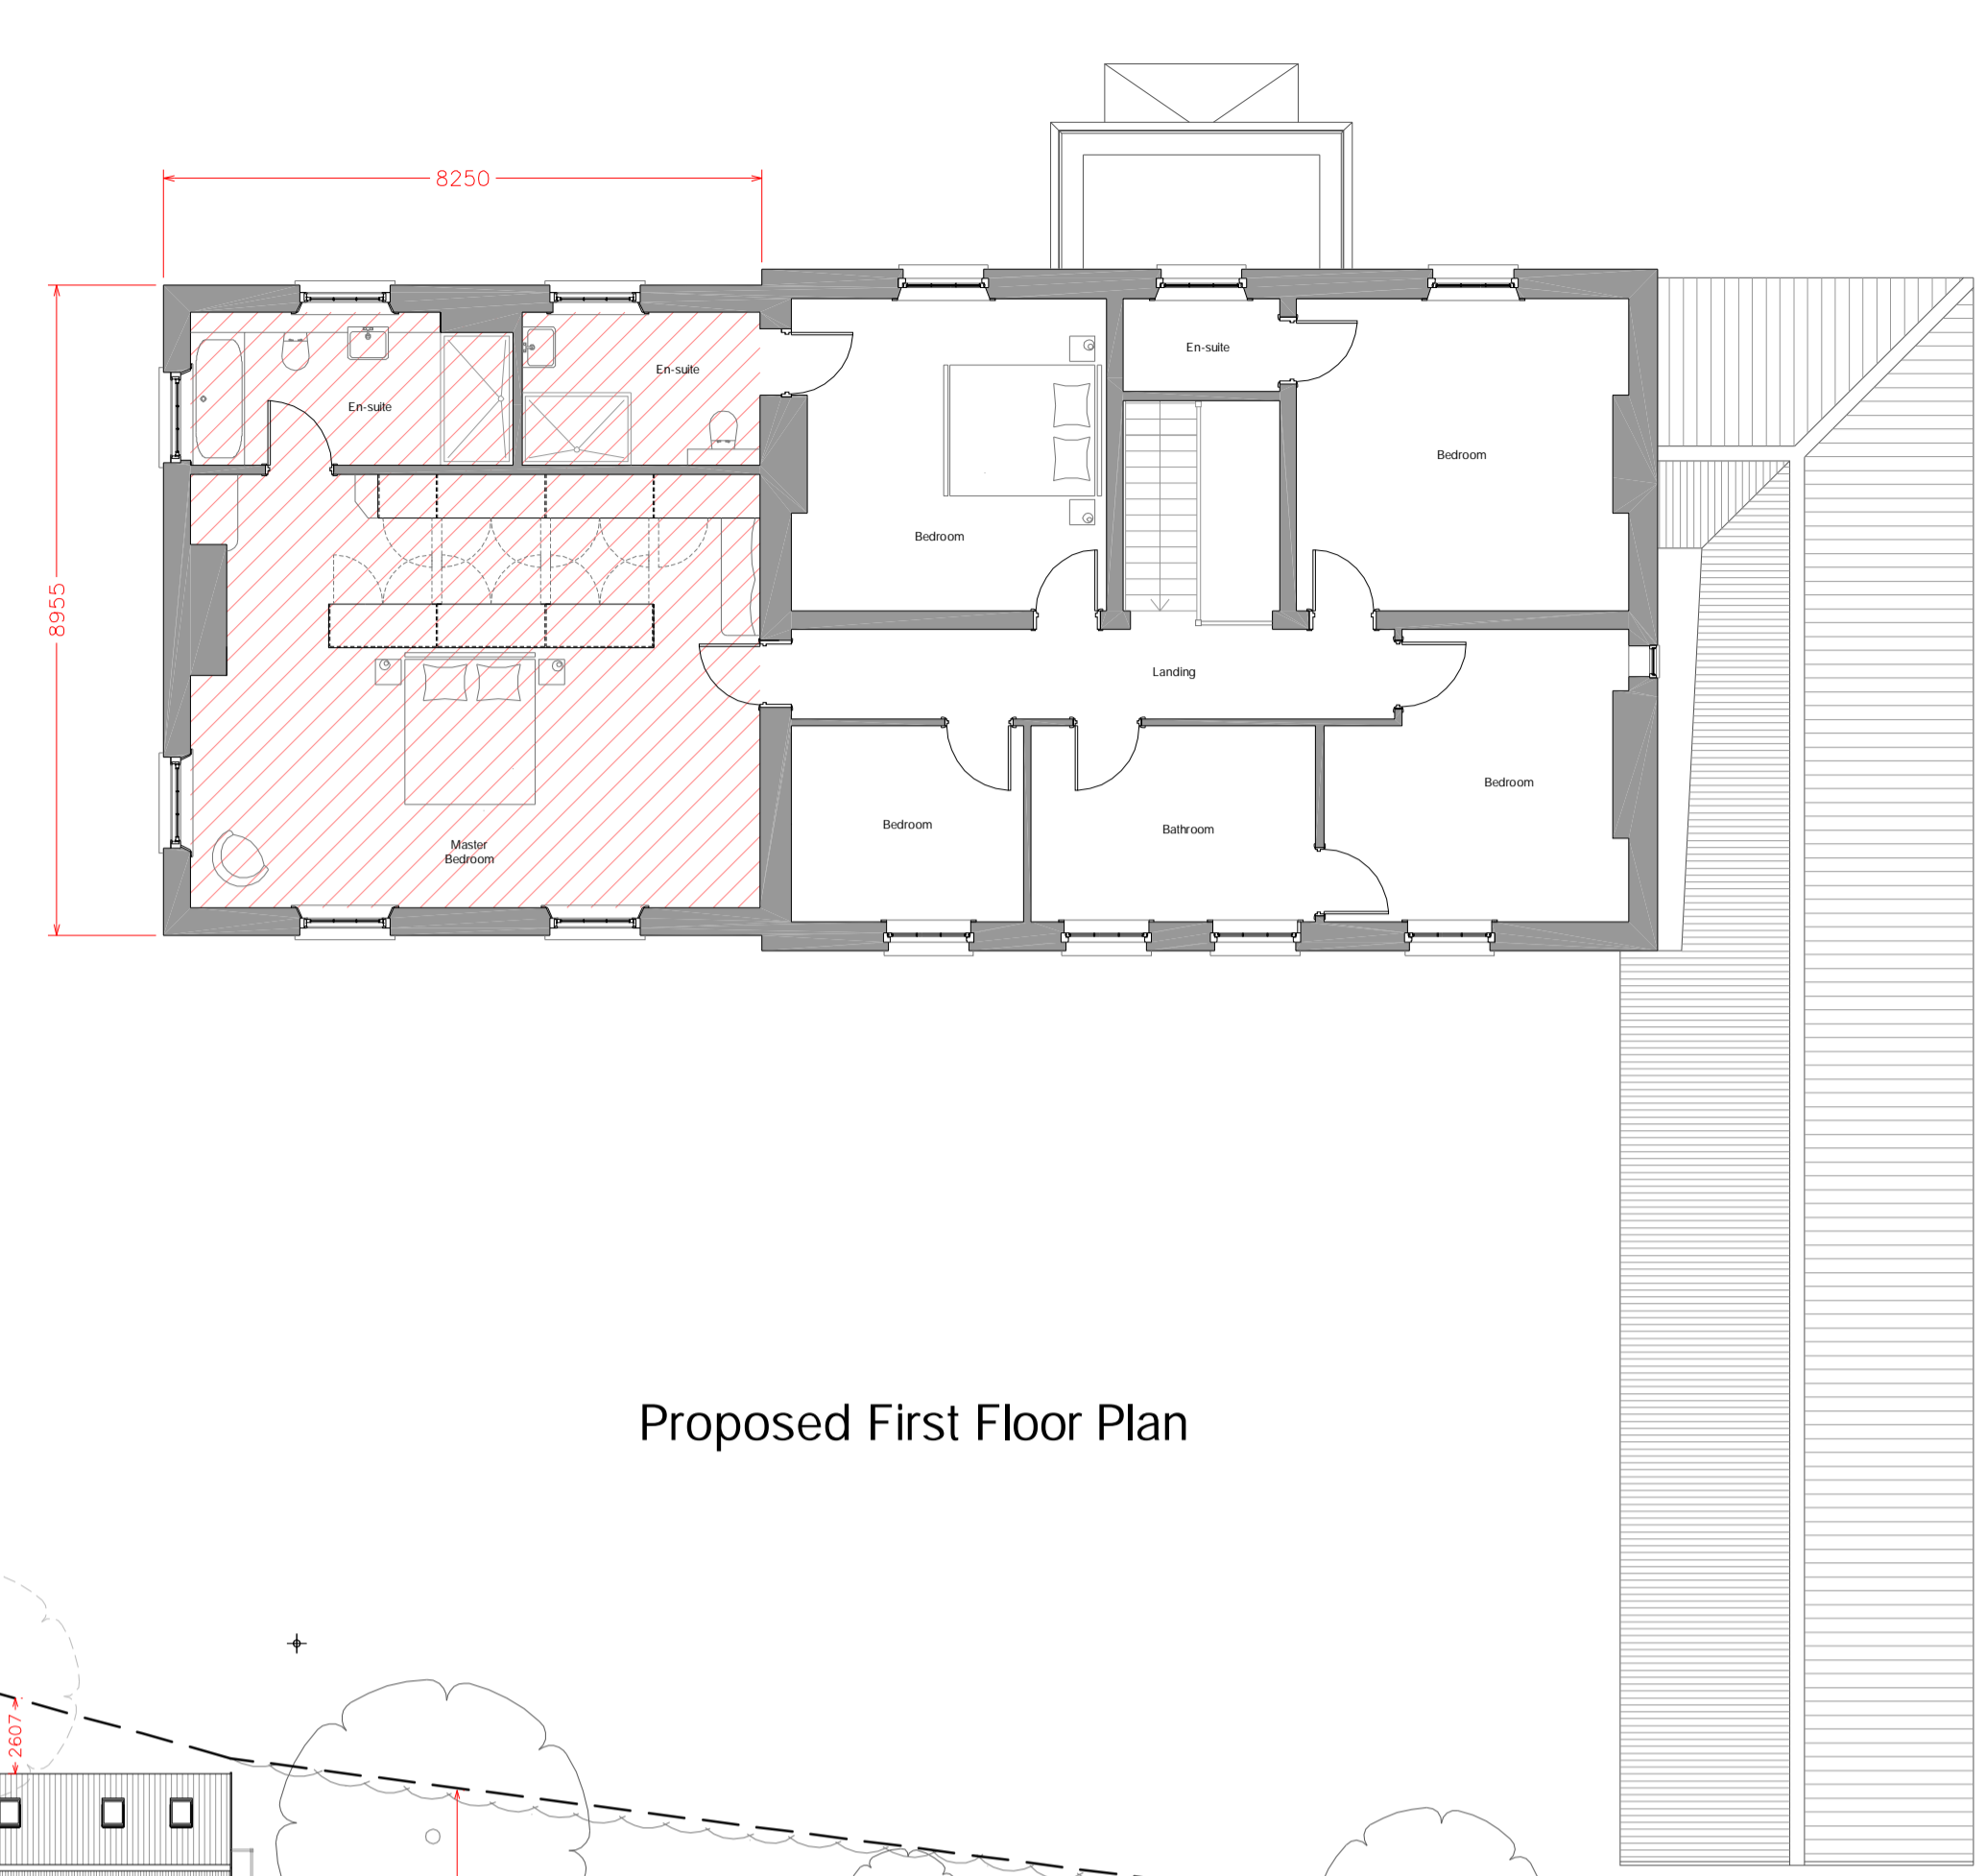 8250
8955
En-suite
En-suite
En-suite
Bedroom
Bedroom
Landing
Bedroom
Bedroom
Bathroom
Master
Bedroom
Proposed First Floor Plan
2607